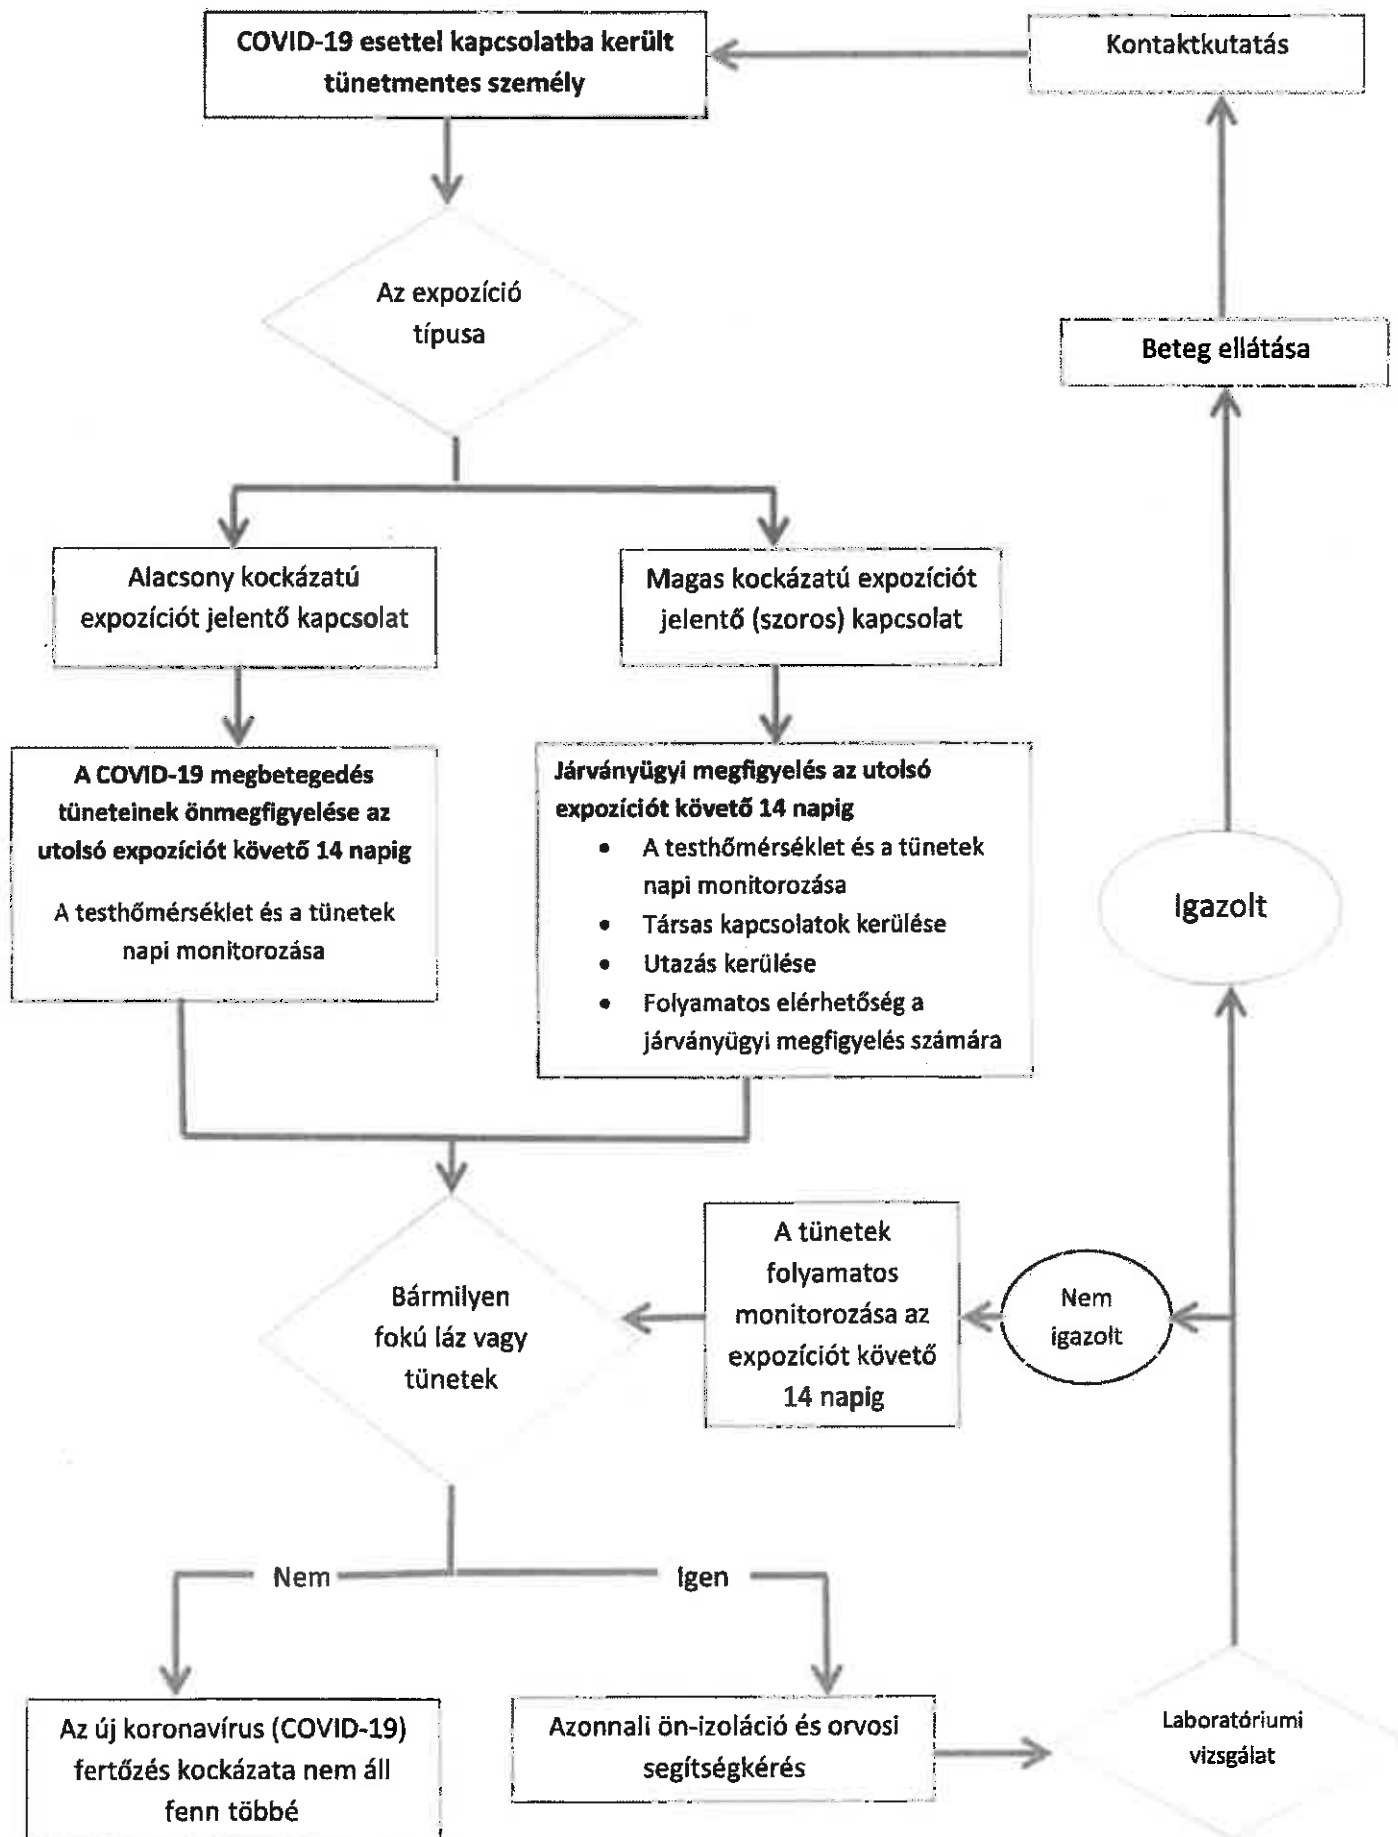 COVID-19 esettel kapcsolatba került
tünetmentes személy
Kontaktkutatás
Az expozíció
típusa
Beteg ellátása
Alacsony kockázatú
expozíciót jelentő kapcsolat
Magas kockázatú expozíciót
jelentő (szoros) kapcsolat
A COVID-19 megbetegedés
tüneteinek önmegfigyelése az
utolsó expozíciót követő 14 napig
A testhőmérséklet és a tünetek
napi monitorozása
Járványügyi megfigyelés az utolsó
expozíciót követő 14 napig
• A testhőmérséklet és a tünetek
napi monitorozása
• Társas kapcsolatok kerülése
• Utazás kerülése
• Folyamatos elérhetőség a
járványügyi megfigyelés számára
Igazolt
Bármilyen
fokú láz vagy
tünetek
A tünetek
folyamatos
monitorozása az
expozíciót követő
14 napig
Nem
igazolt
Nem
Igen
Az új koronavírus (COVID-19)
fertőzés kockázata nem áll
fenn többé
Azonnali ön-izoláció és orvosi
segítségkérés
Laboratóriumi
vizsgálat